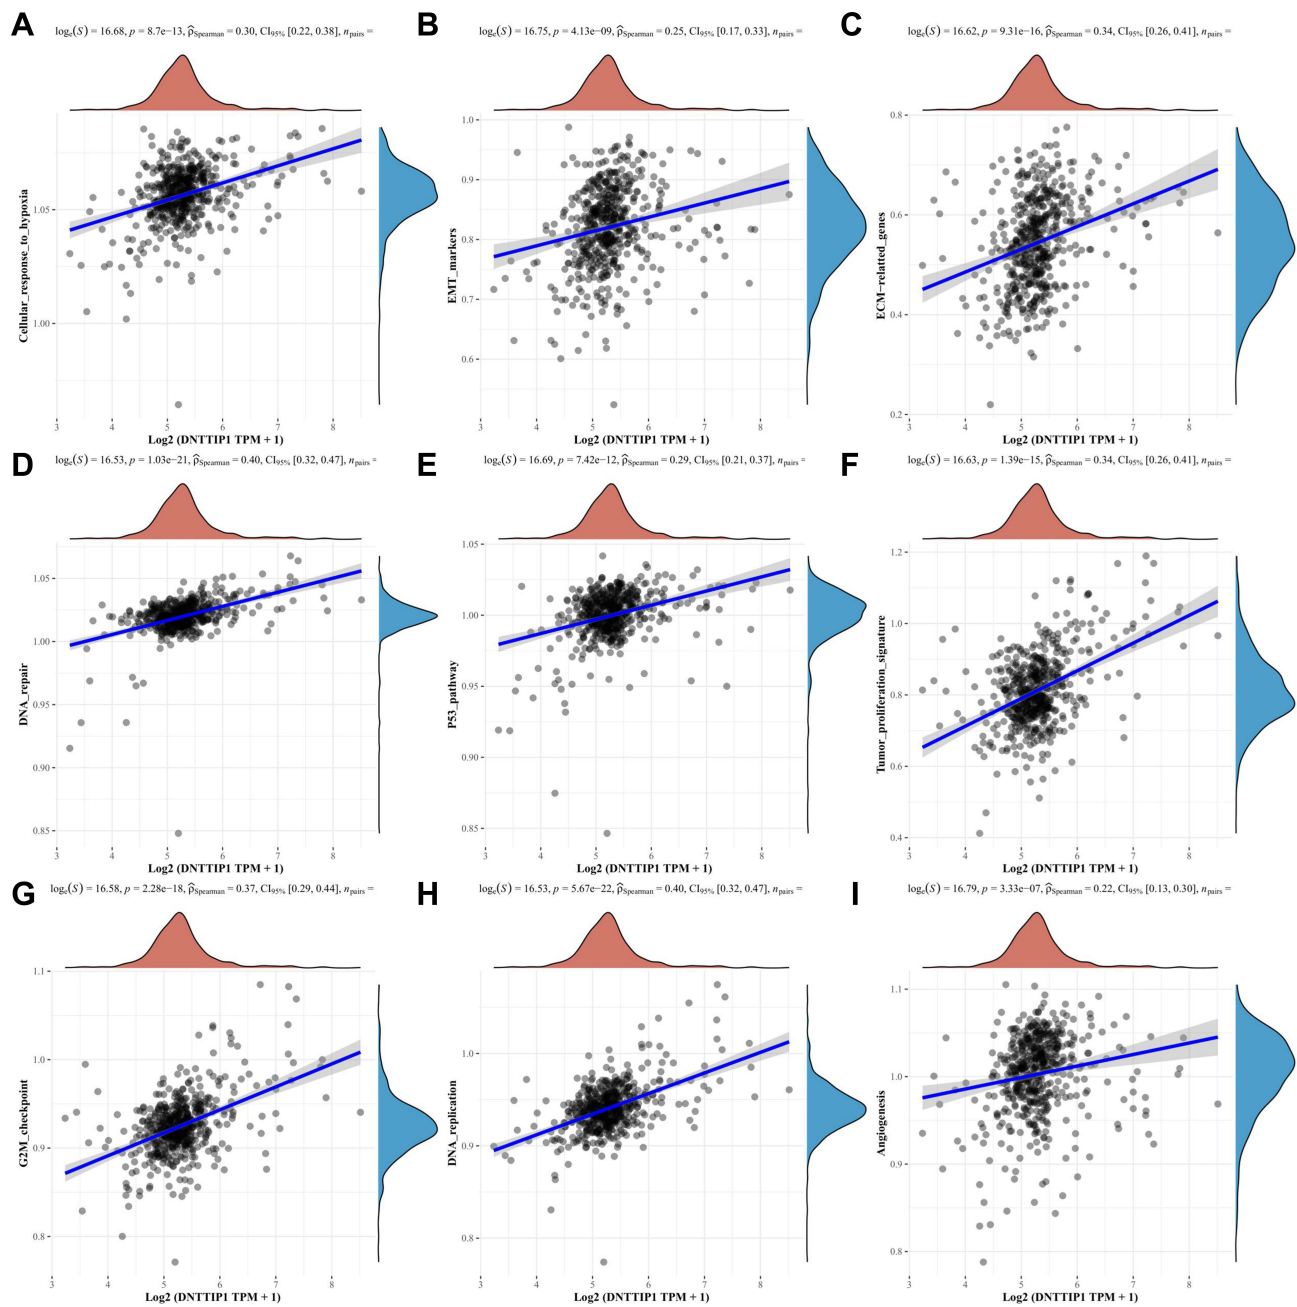 A
logₑ(S) = 16.68, p = 8.7e−13, ρ̂Spearman = 0.30, CI95% [0.22, 0.38], npairs =
1.05
1.00
Cellular_response_to_hypoxia
3 4 5 6 7 8
Log2 (DNTTIP1 TPM + 1)
B
logₑ(S) = 16.75, p = 4.13e−09, ρ̂Spearman = 0.25, CI95% [0.17, 0.33], npairs =
1.0
0.9
0.8
0.7
0.6
EMT_markers
3 4 5 6 7 8
Log2 (DNTTIP1 TPM + 1)
C
logₑ(S) = 16.62, p = 9.31e−16, ρ̂Spearman = 0.34, CI95% [0.26, 0.41], npairs =
0.8
0.6
0.4
0.2
ECM−relatted_genes
3 4 5 6 7 8
Log2 (DNTTIP1 TPM + 1)
D
logₑ(S) = 16.53, p = 1.03e−21, ρ̂Spearman = 0.40, CI95% [0.32, 0.47], npairs =
1.05
1.00
0.95
0.90
0.85
DNA_repair
3 4 5 6 7 8
Log2 (DNTTIP1 TPM + 1)
E
logₑ(S) = 16.69, p = 7.42e−12, ρ̂Spearman = 0.29, CI95% [0.21, 0.37], npairs =
1.05
1.00
0.95
0.90
0.85
P53_pathway
3 4 5 6 7 8
Log2 (DNTTIP1 TPM + 1)
F
logₑ(S) = 16.63, p = 1.39e−15, ρ̂Spearman = 0.34, CI95% [0.26, 0.41], npairs =
1.2
1.0
0.8
0.6
0.4
Tumor_proliferation_signature
3 4 5 6 7 8
Log2 (DNTTIP1 TPM + 1)
G
logₑ(S) = 16.58, p = 2.28e−18, ρ̂Spearman = 0.37, CI95% [0.29, 0.44], npairs =
1.1
1.0
0.9
0.8
G2M_checkpoint
3 4 5 6 7 8
Log2 (DNTTIP1 TPM + 1)
H
logₑ(S) = 16.53, p = 5.67e−22, ρ̂Spearman = 0.40, CI95% [0.32, 0.47], npairs =
1.0
0.9
0.8
DNA_replication
3 4 5 6 7 8
Log2 (DNTTIP1 TPM + 1)
I
logₑ(S) = 16.79, p = 3.33e−07, ρ̂Spearman = 0.22, CI95% [0.13, 0.30], npairs =
1.1
1.0
0.9
0.8
Angiogenesis
3 4 5 6 7 8
Log2 (DNTTIP1 TPM + 1)